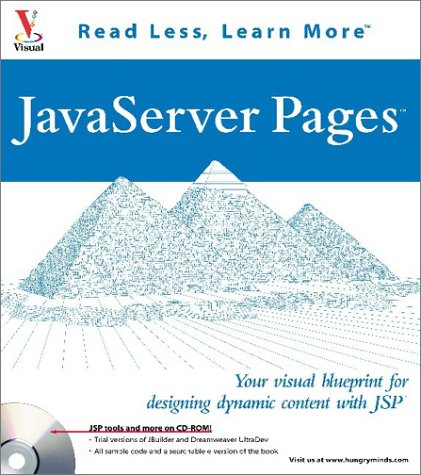 Visual
Read Less, Learn More™
JavaServer Pages™
Your visual blueprint for
designing dynamic content with JSP™
JSP tools and more on CD-ROM!
• Trial versions of JBuilder and Dreamweaver UltraDev
• All sample code and a searchable e version of the book
Visit us at www.hungryminds.com